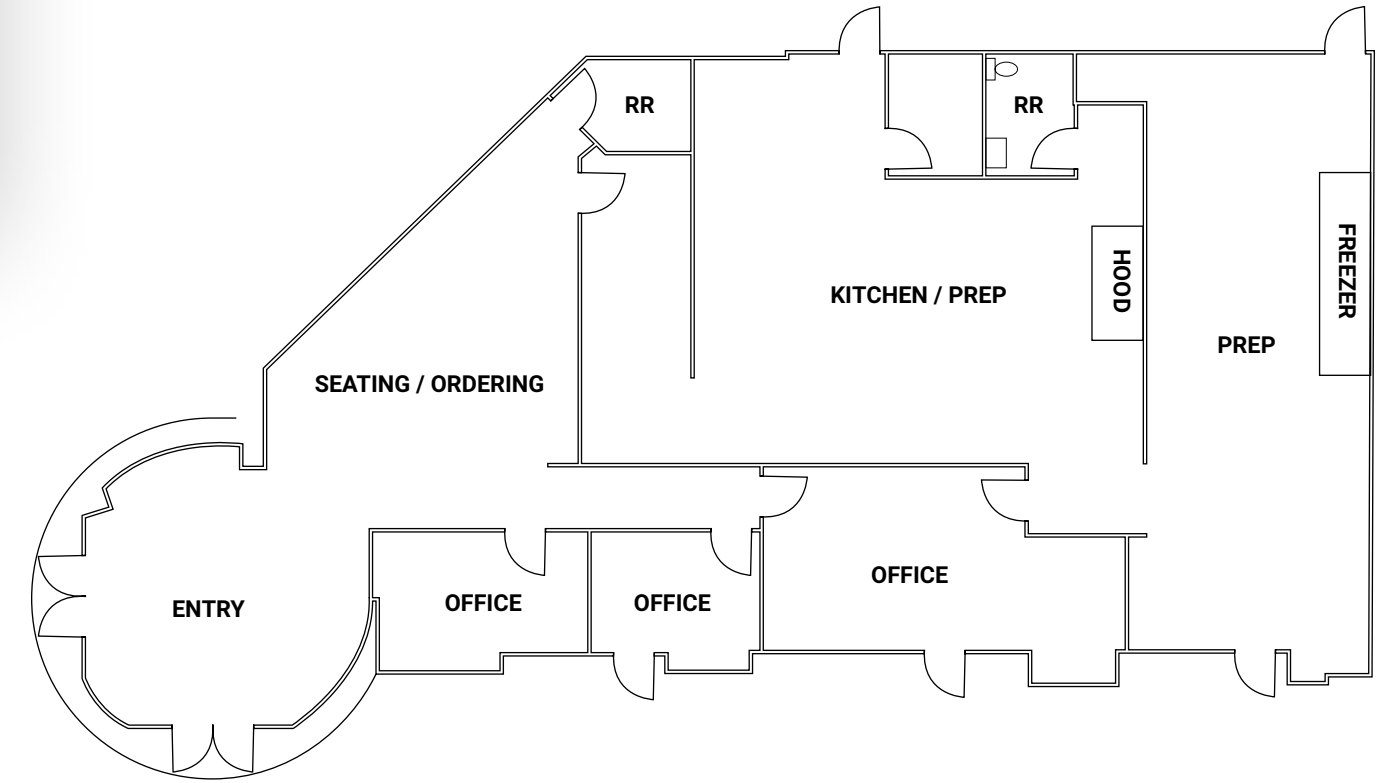 RR
RR
FREEZER
HOOD
KITCHEN / PREP
PREP
SEATING / ORDERING
OFFICE
OFFICE
OFFICE
ENTRY